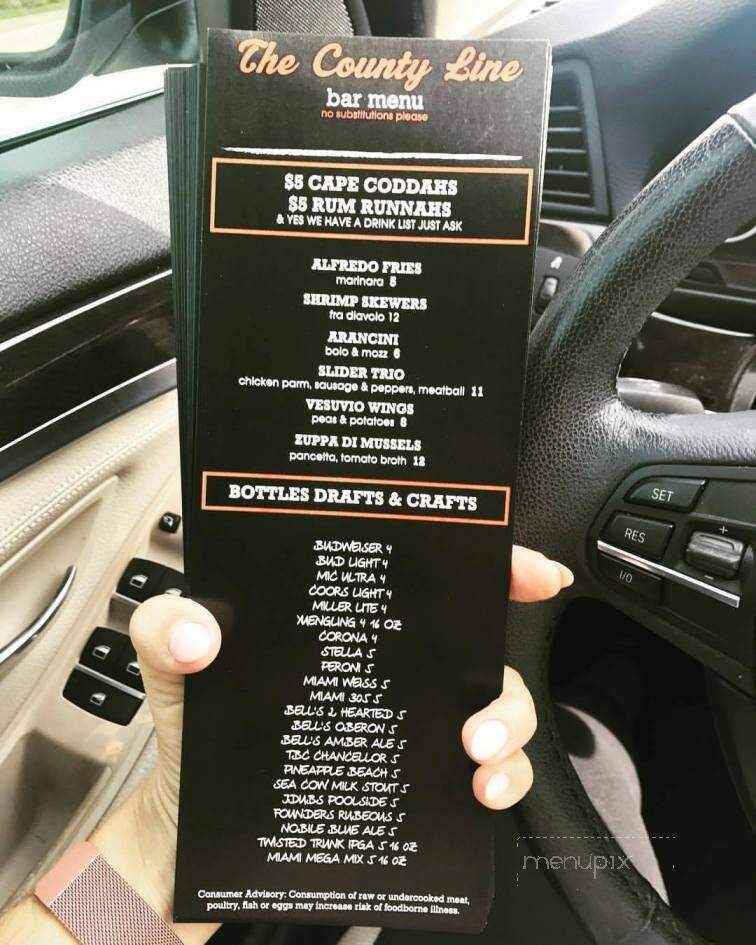 The County Line
bar menu
no substitutions please
$5 CAPE CODDAHS
$5 RUM RUNNAHS
& YES WE HAVE A DRINK LIST JUST ASK
ALFREDO FRIES
marinara 8
SHRIMP SKEWERS
fra diavolo 12
ARANCINI
bolo & mozz 6
SLIDER TRIO
chicken parm, sausage & peppers, meatball 11
VESUVIO WINGS
peas & potatoes 8
ZUPPA DI MUSSELS
pancetta, tomato broth 12
BOTTLES DRAFTS & CRAFTS
BUDWEISER 4
BUD LIGHT 4
MIC ULTRA 4
COORS LIGHT 4
MILLER LITE 4
YUENGLING 4 16 OZ
CORONA 4
STELLA 5
PERONI 5
MIAMI WEISS 5
MIAMI 305 5
BELL'S 2 HEARTED 5
BELL'S OBERON 5
BELL'S AMBER ALE 5
TBC CHANCELLOR 5
PINEAPPLE BEACH 5
SEA COW MILK STOUT 5
JDUBS POOLSIDE 5
FOUNDERS RUBEOUS 5
NOBILE BLUE ALE 5
TWISTED TRUNK IPGA 5 16 OZ
MIAMI MEGA MIX 5 16 OZ
Consumer Advisory: Consumption of raw or undercooked meat,
poultry, fish or eggs may increase risk of foodborne illness.
SET
RES
I/O
+
menupix